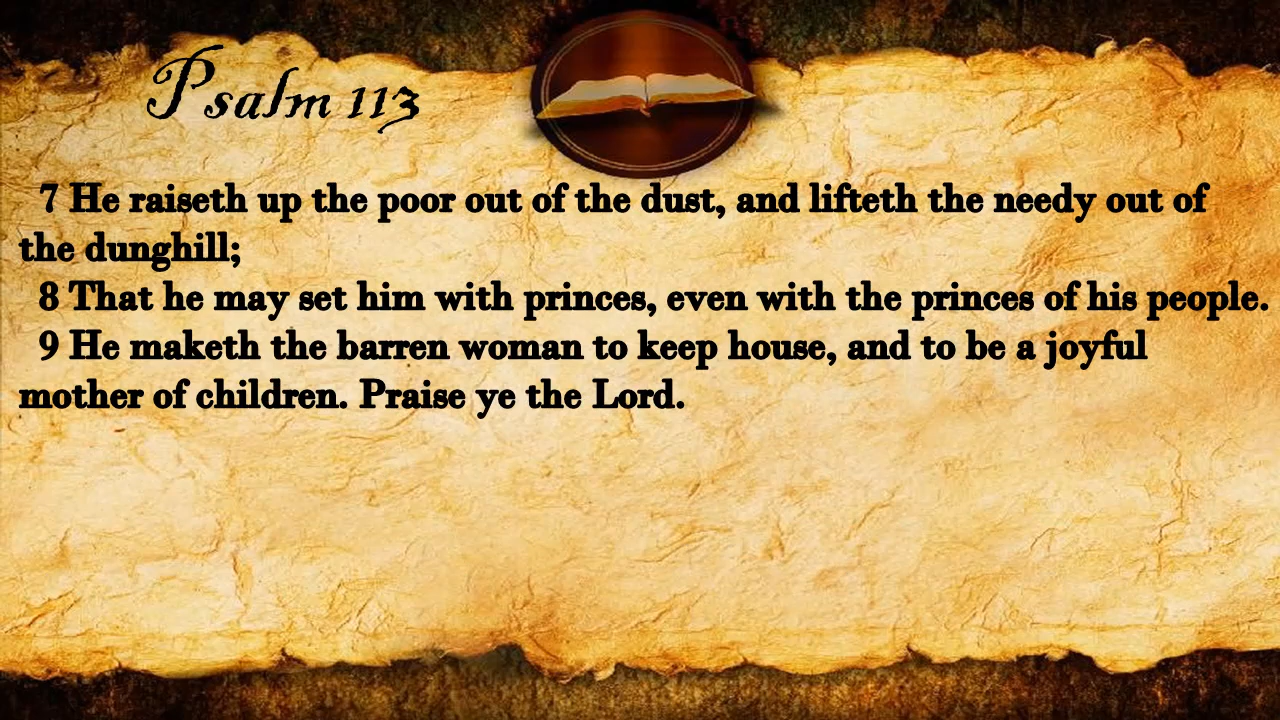 Psalm 113
7 He raiseth up the poor out of the dust, and lifteth the needy out of
the dunghill;
8 That he may set him with princes, even with the princes of his people.
9 He maketh the barren woman to keep house, and to be a joyful
mother of children. Praise ye the Lord.